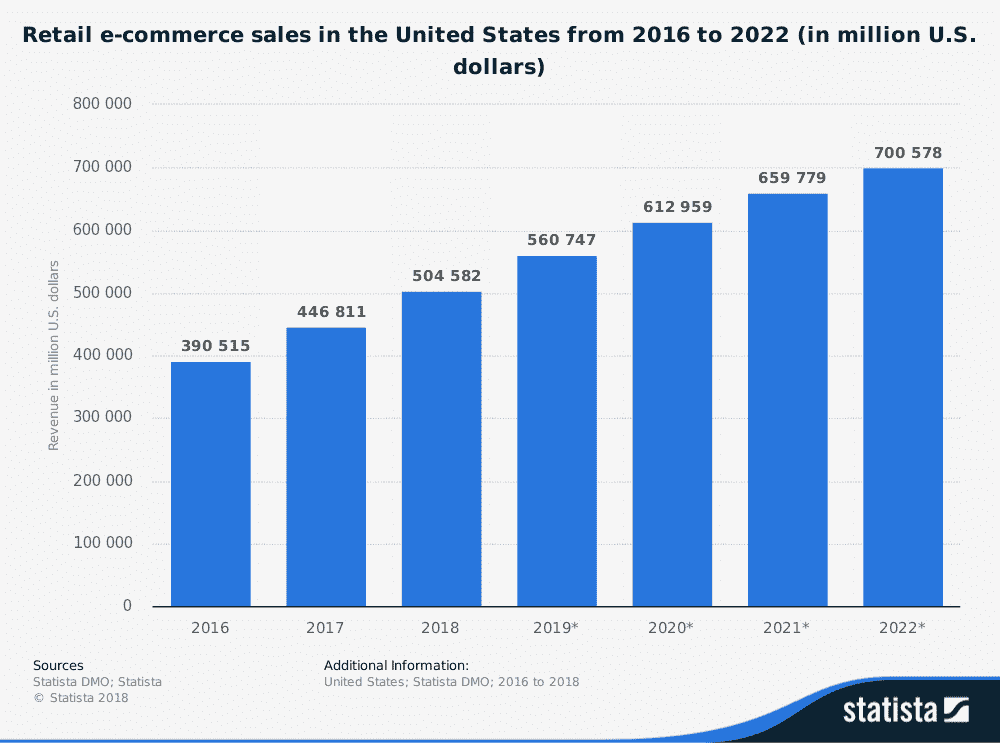 Retail e-commerce sales in the United States from 2016 to 2022 (in million U.S.
dollars)
800 000
700 000
600 000
500 000
400 000
300 000
200 000
100 000
0
Revenue in million U.S. dollars
390 515
446 811
504 582
560 747
612 959
659 779
700 578
2016
2017
2018
2019*
2020*
2021*
2022*
Sources
Statista DMO; Statista
© Statista 2018
Additional Information:
United States; Statista DMO; 2016 to 2018
statista